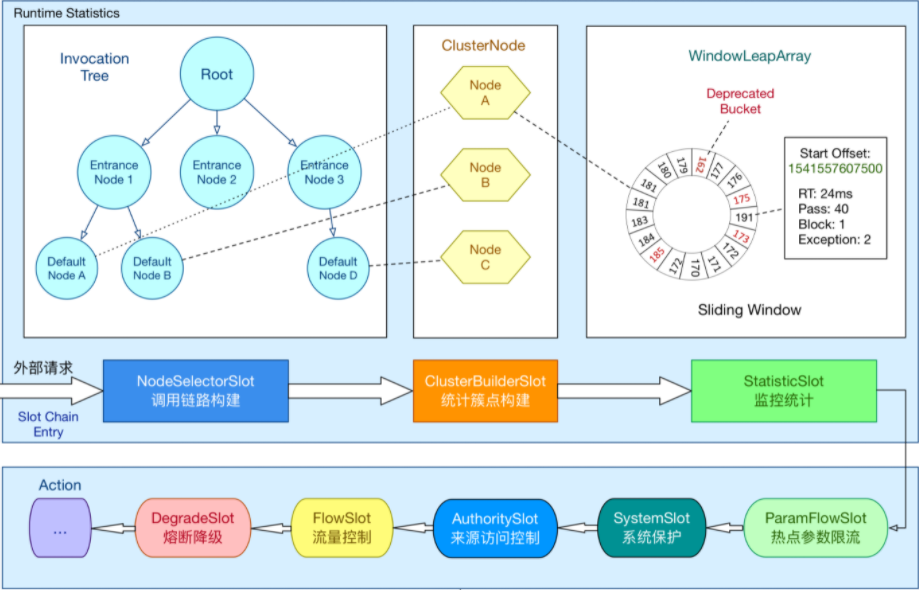 Runtime Statistics
Invocation
Tree
Root
Entrance
Node 1
Entrance
Node 2
Entrance
Node 3
Default
Node A
Default
Node B
Default
Node D
ClusterNode
Node
A
Node
B
Node
C
WindowLeapArray
Deprecated
Bucket
162
177
176
175
191
173
172
171
170
172
185
184
183
181
181
180
179
Start Offset:
1541557607500
RT: 24ms
Pass: 40
Block: 1
Exception: 2
Sliding Window
外部请求
Slot Chain
Entry
NodeSelectorSlot
调用链路构建
ClusterBuilderSlot
统计簇点构建
StatisticSlot
监控统计
Action
...
DegradeSlot
熔断降级
FlowSlot
流量控制
AuthoritySlot
来源访问控制
SystemSlot
系统保护
ParamFlowSlot
热点参数限流